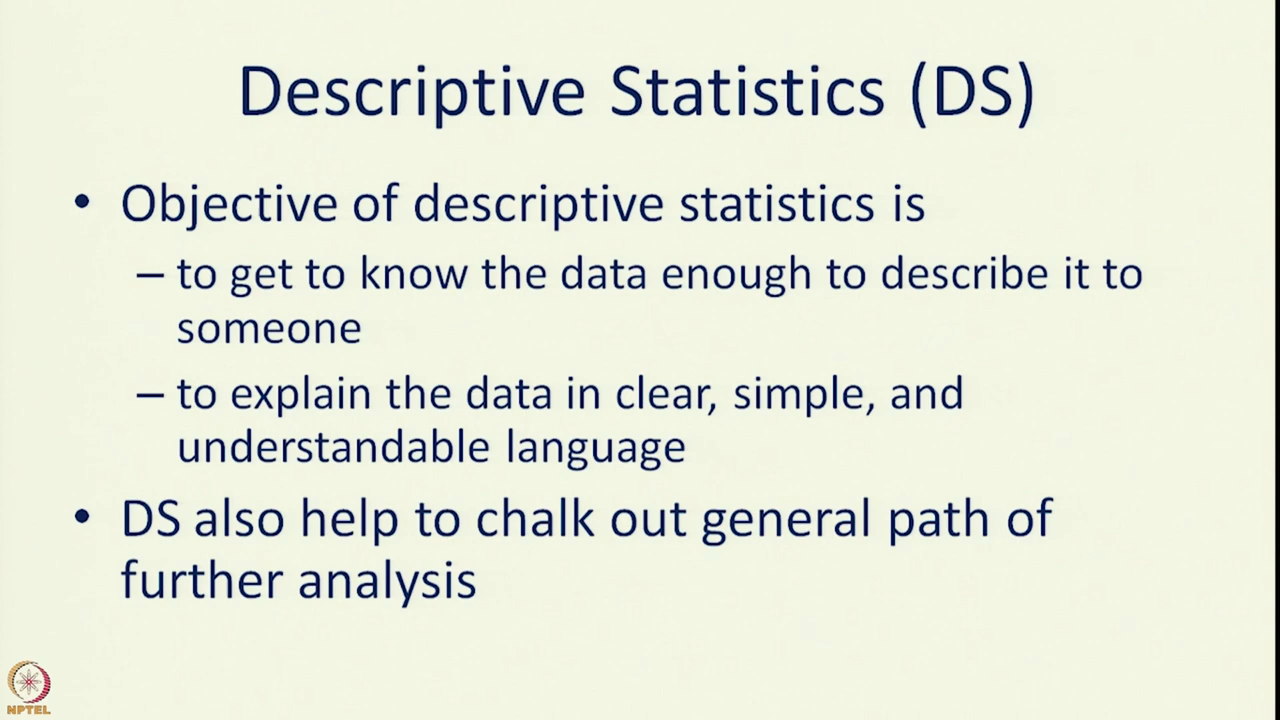 Descriptive Statistics (DS)
• Objective of descriptive statistics is
– to get to know the data enough to describe it to
someone
– to explain the data in clear, simple, and
understandable language
• DS also help to chalk out general path of
further analysis
NPTEL